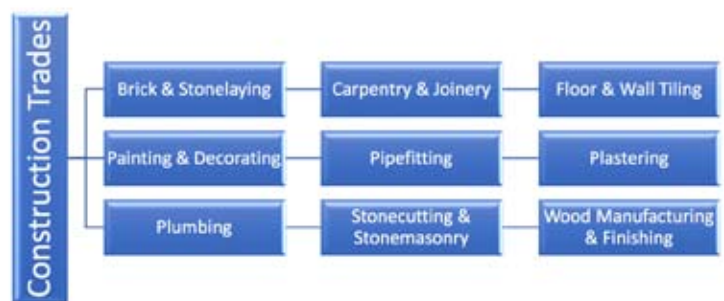 Construction Trades
Brick & Stonelaying
Carpentry & Joinery
Floor & Wall Tiling
Painting & Decorating
Pipefitting
Plastering
Plumbing
Stonecutting &
Stonemasonry
Wood Manufacturing
& Finishing